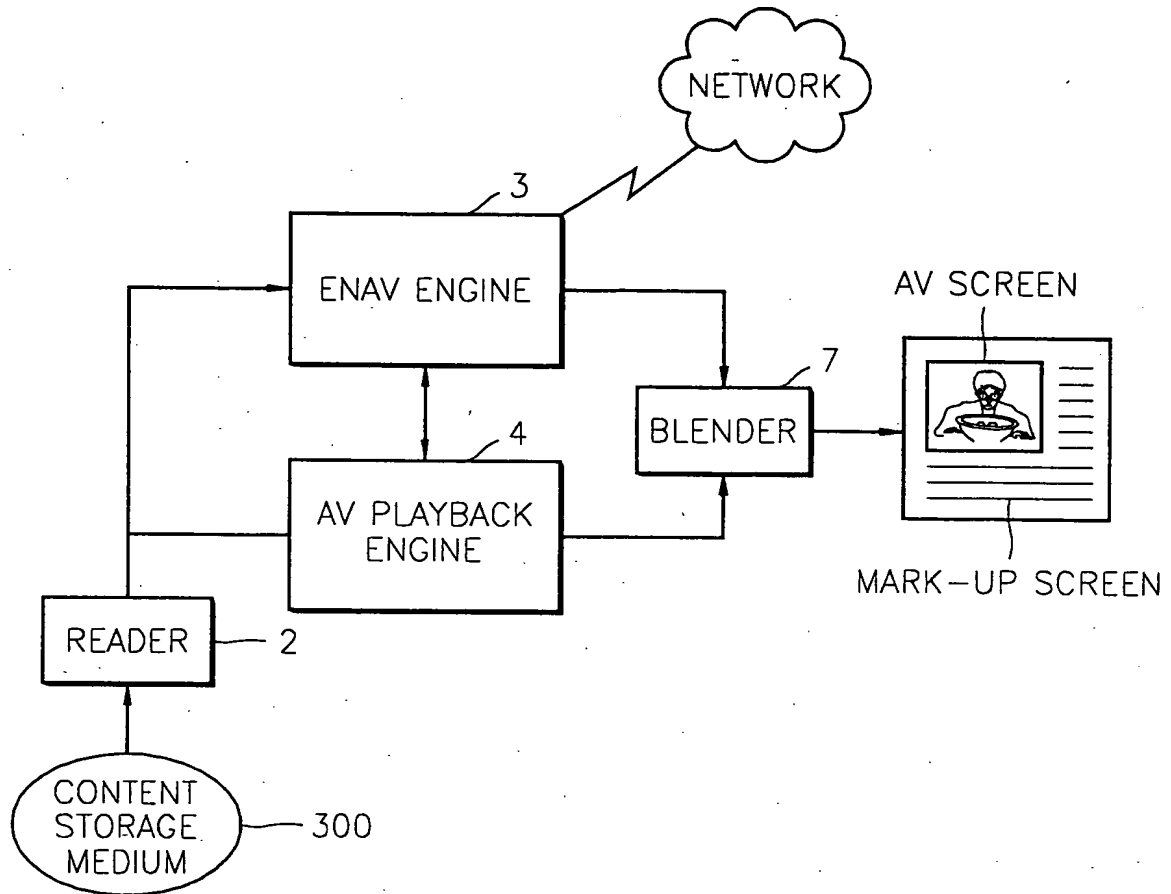 NETWORK
3
ENAV ENGINE
AV SCREEN
7
BLENDER
4
AV PLAYBACK
ENGINE
MARK-UP SCREEN
READER
2
CONTENT
STORAGE
MEDIUM
300